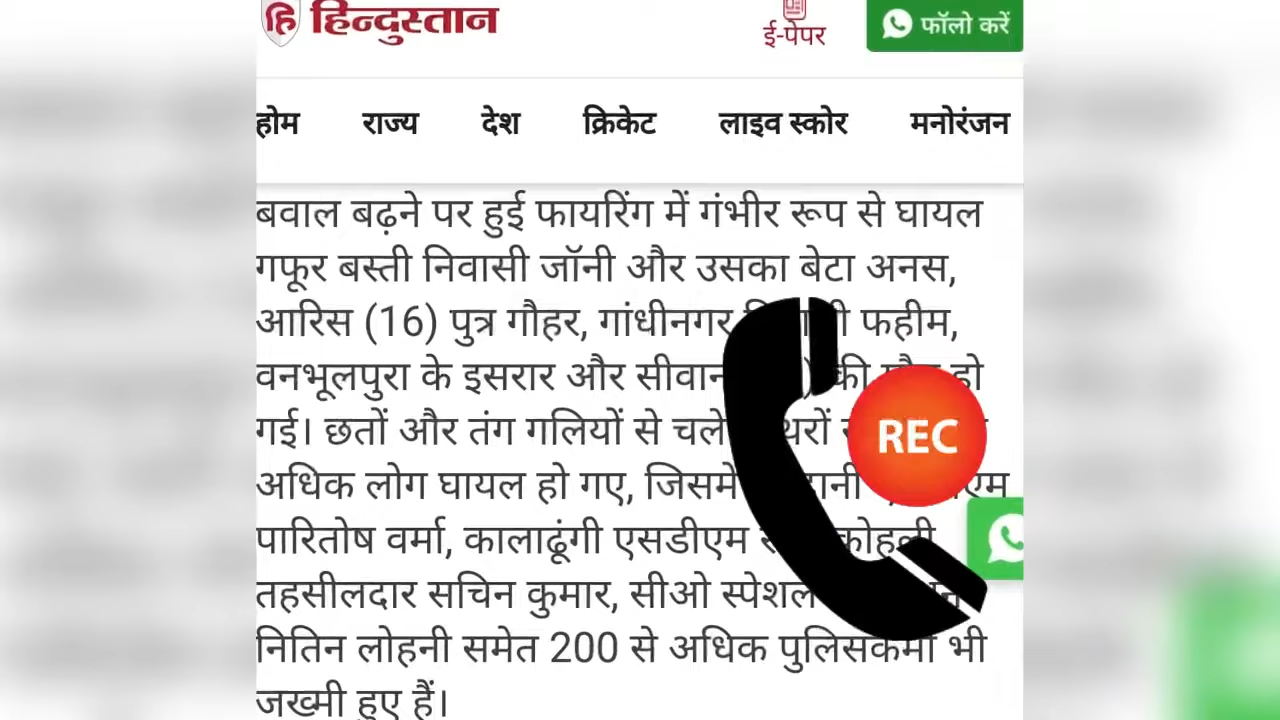 हि हिन्दुस्तान
ई-पेपर
फॉलो करें
होम राज्य देश क्रिकेट लाइव स्कोर मनोरंजन
बवाल बढ़ने पर हुई फायरिंग में गंभीर रूप से घायल
गफूर बस्ती निवासी जॉनी और उसका बेटा अनस,
आरिस (16) पुत्र गौहर, गांधीनगर फहीम,
वनभूलपुरा के इसरार और सीवान की हो
गई। छतों और तंग गलियों से चले
REC
अधिक लोग घायल हो गए, जिसमें
पारितोष वर्मा, कालाढूंगी एसडीएम कोहली
तहसीलदार सचिन कुमार, सीओ स्पेशल
नितिन लोहनी समेत 200 से अधिक पुलिसकर्मी भी
जख्मी हुए हैं।